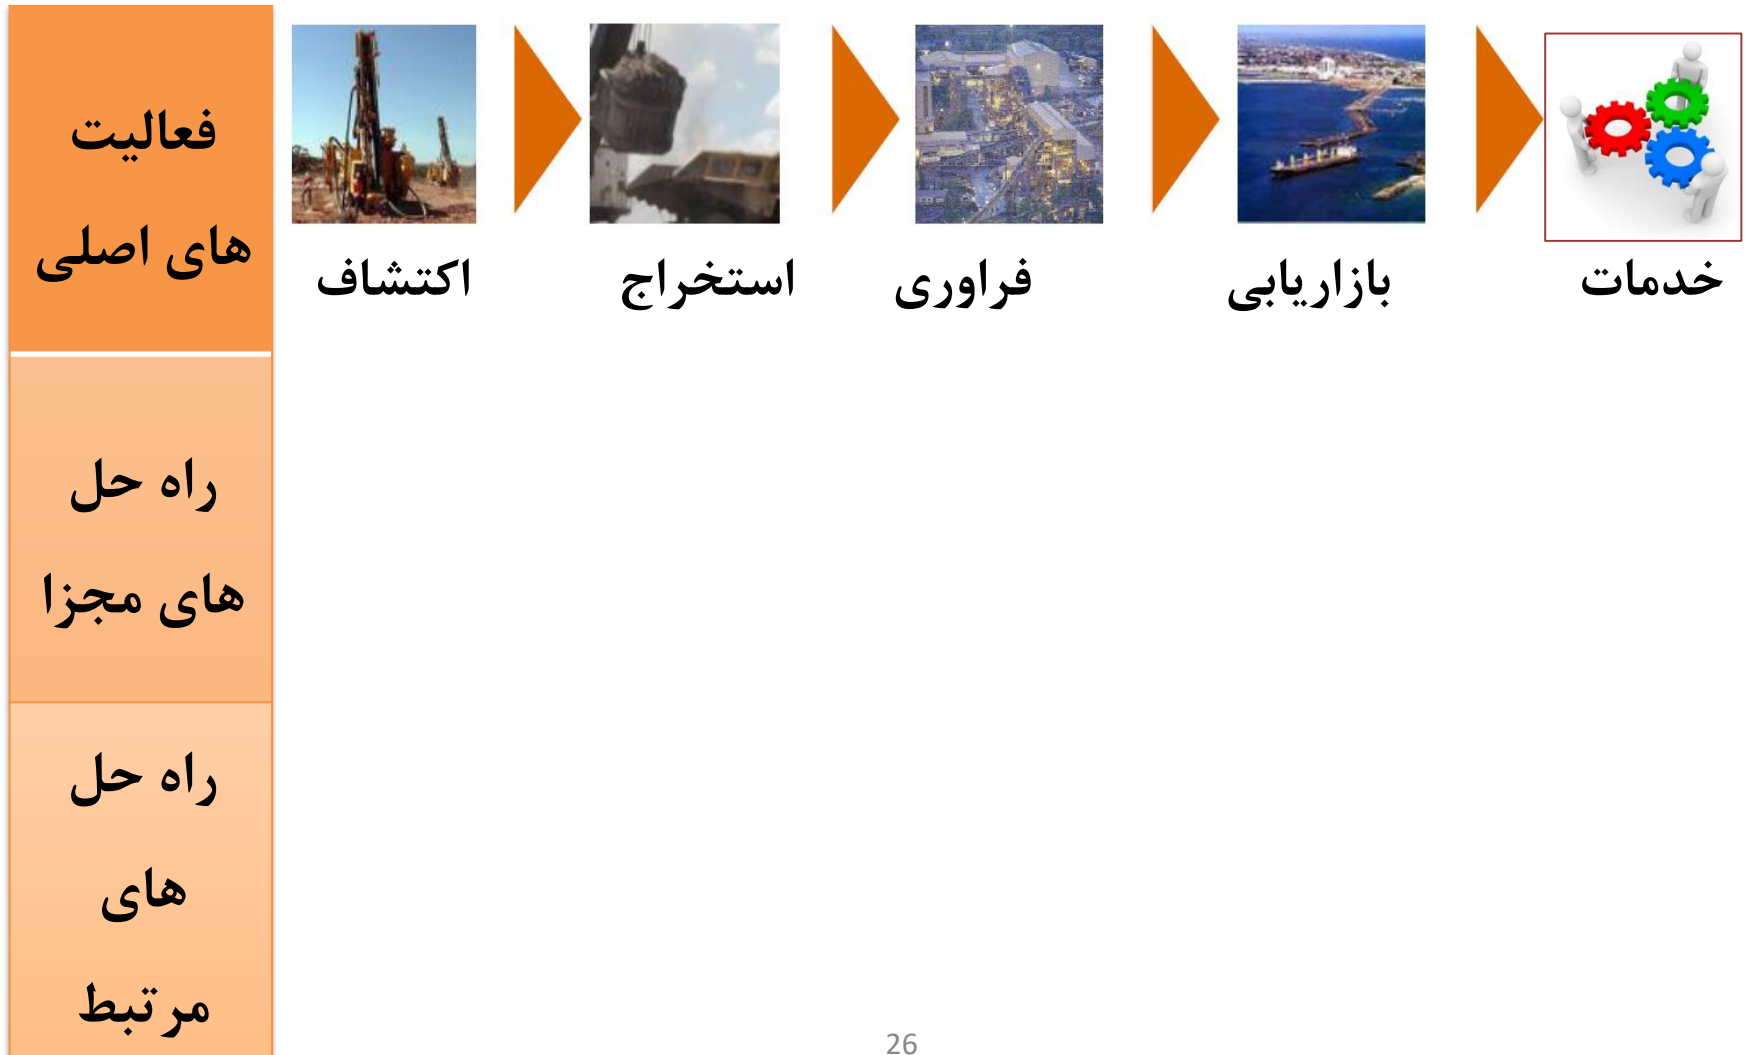 فعالیت
های اصلی
اکتشاف
استخراج
فراوری
بازاریابی
خدمات
راه حل
های مجزا
راه حل
های
مرتبط
26